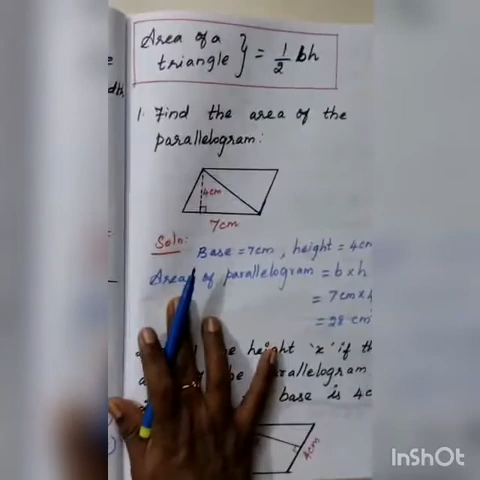 Area of a
triangle } = 1/2 bh
1. Find the area of the
parallelogram:
4cm
7cm
Soln:
Base = 7cm, height = 4cm
Area of parallelogram = b x h
= 7cm x 4
= 28 cm
height 'x' if th
parallelogram
base is 4c
4cm
InShOt